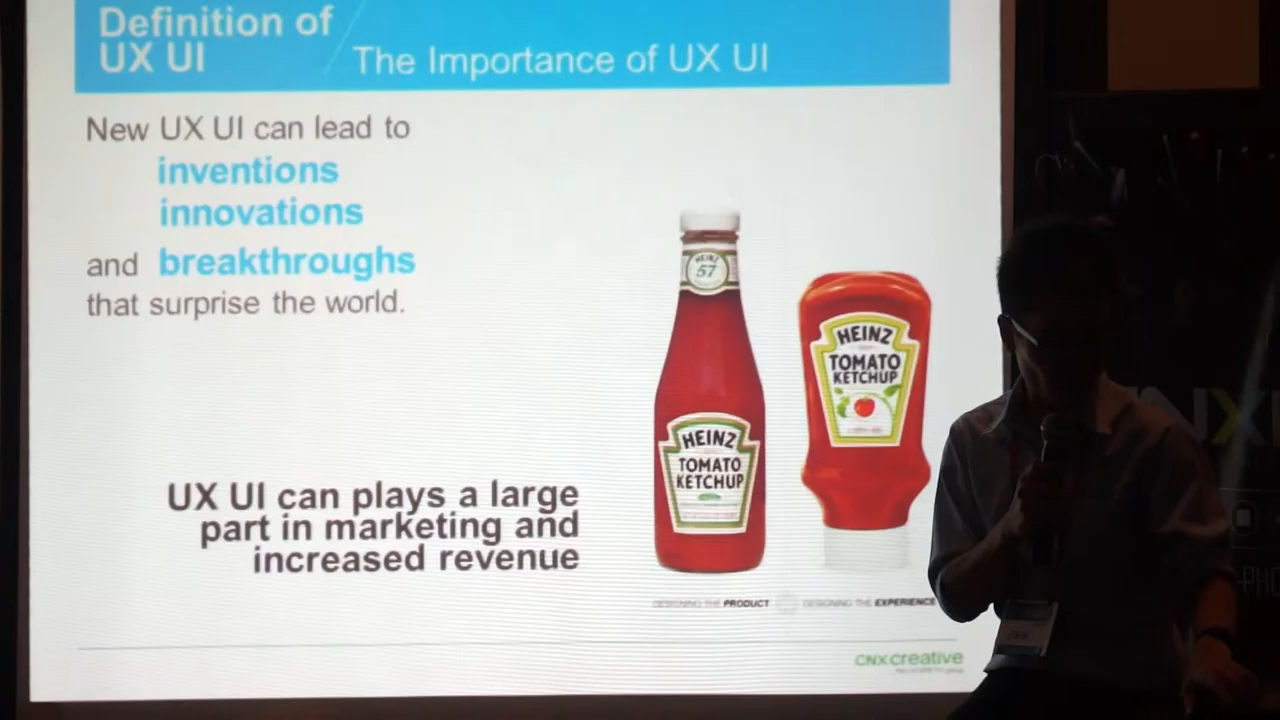 Definition of
UX UI
The Importance of UX UI
New UX UI can lead to
inventions
innovations
and breakthroughs
that surprise the world.
UX UI can plays a large
part in marketing and
increased revenue
HEINZ
57
HEINZ
TOMATO
KETCHUP
HEINZ
TOMATO
KETCHUP
DESIGNING THE PRODUCT
DESIGNING THE EXPERIENCE
CNXcreative
NX